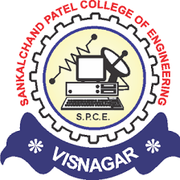 SANKALCHAND PATEL COLLEGE OF ENGINEERING
S.P.C.E.
VISNAGAR